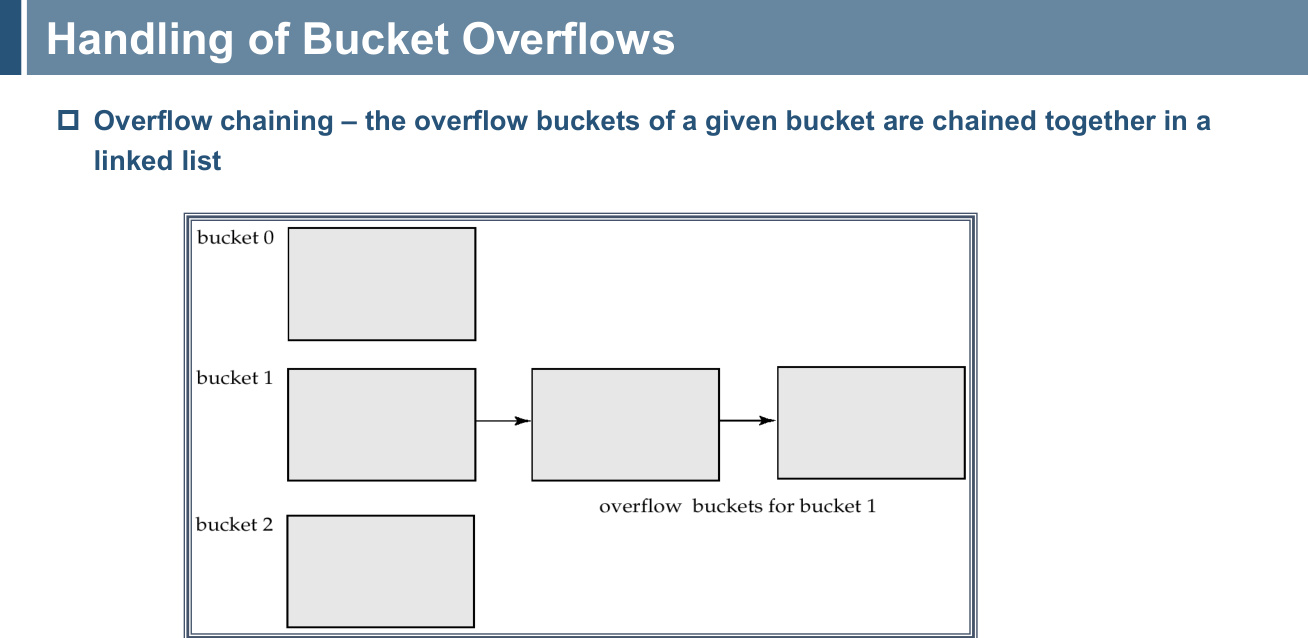 Handling of Bucket Overflows
Overflow chaining – the overflow buckets of a given bucket are chained together in a
linked list
bucket 0
bucket 1
overflow  buckets for bucket 1
bucket 2